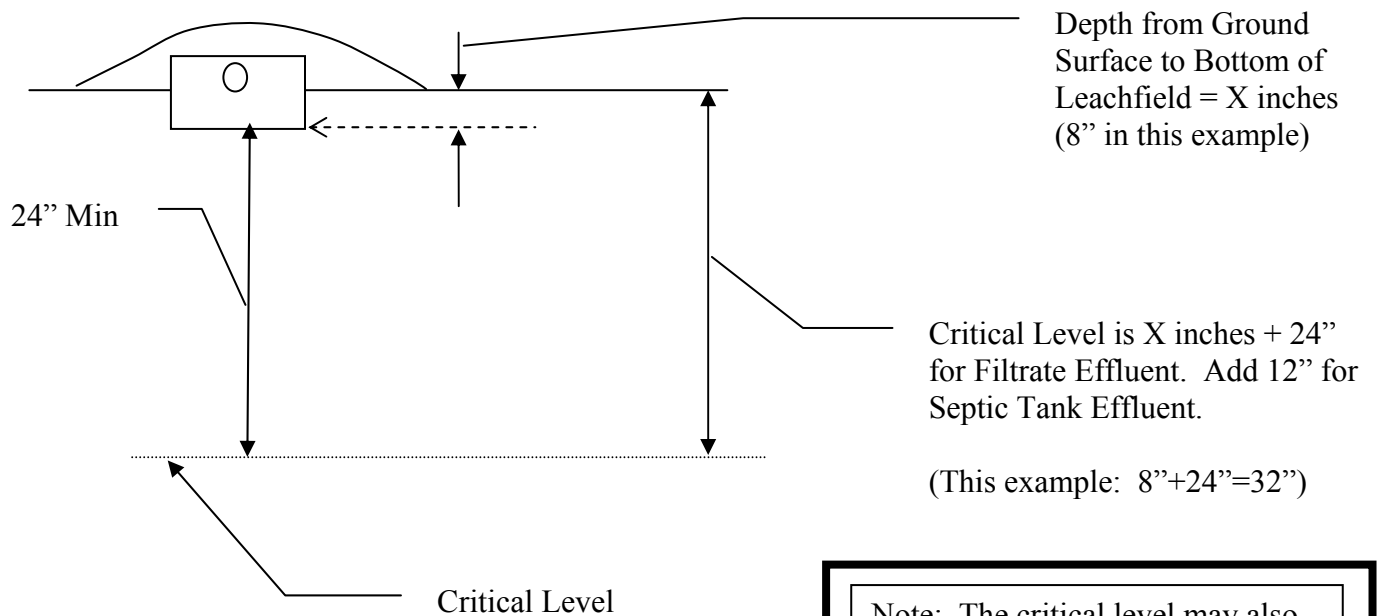 Depth from Ground
Surface to Bottom of
Leachfield = X inches
(8” in this example)
24” Min
Critical Level is X inches + 24”
for Filtrate Effluent.  Add 12” for
Septic Tank Effluent.
(This example:  8”+24”=32”)
Critical Level
Note:  The critical level may also